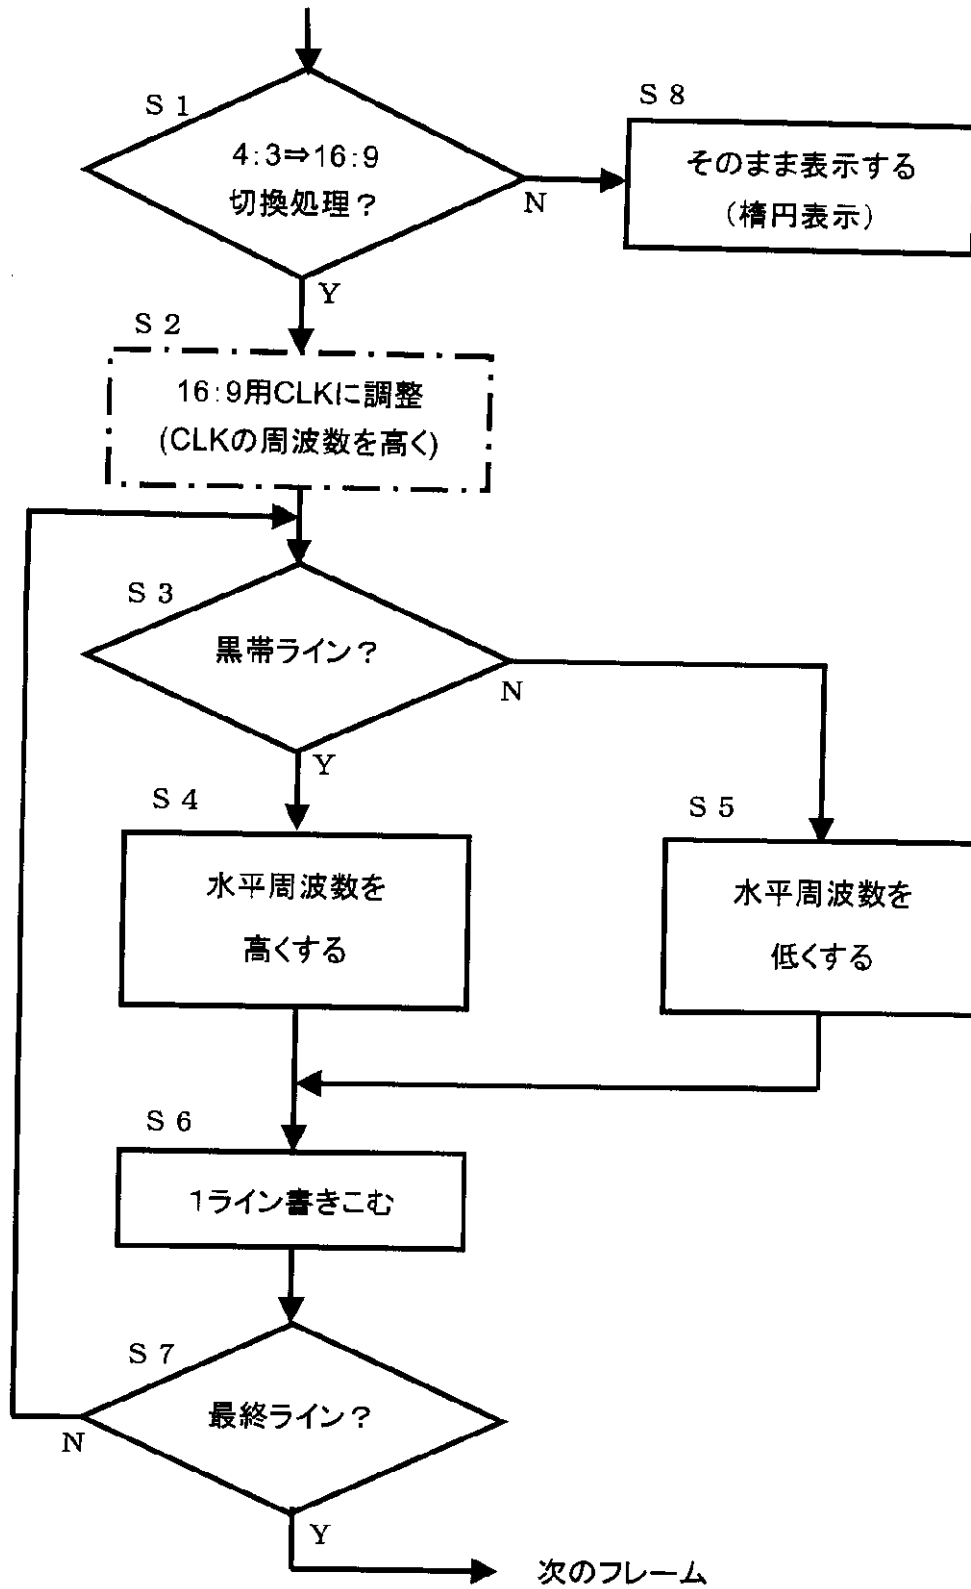 S 1
4:3⇒16:9
切換処理?
N
Y
S 8
そのまま表示する
(楕円表示)
S 2
16:9用CLKに調整
(CLKの周波数を高く)
S 3
黒帯ライン?
N
Y
S 4
水平周波数を
高くする
S 5
水平周波数を
低くする
S 6
1ライン書きこむ
S 7
最終ライン?
N
Y
次のフレーム